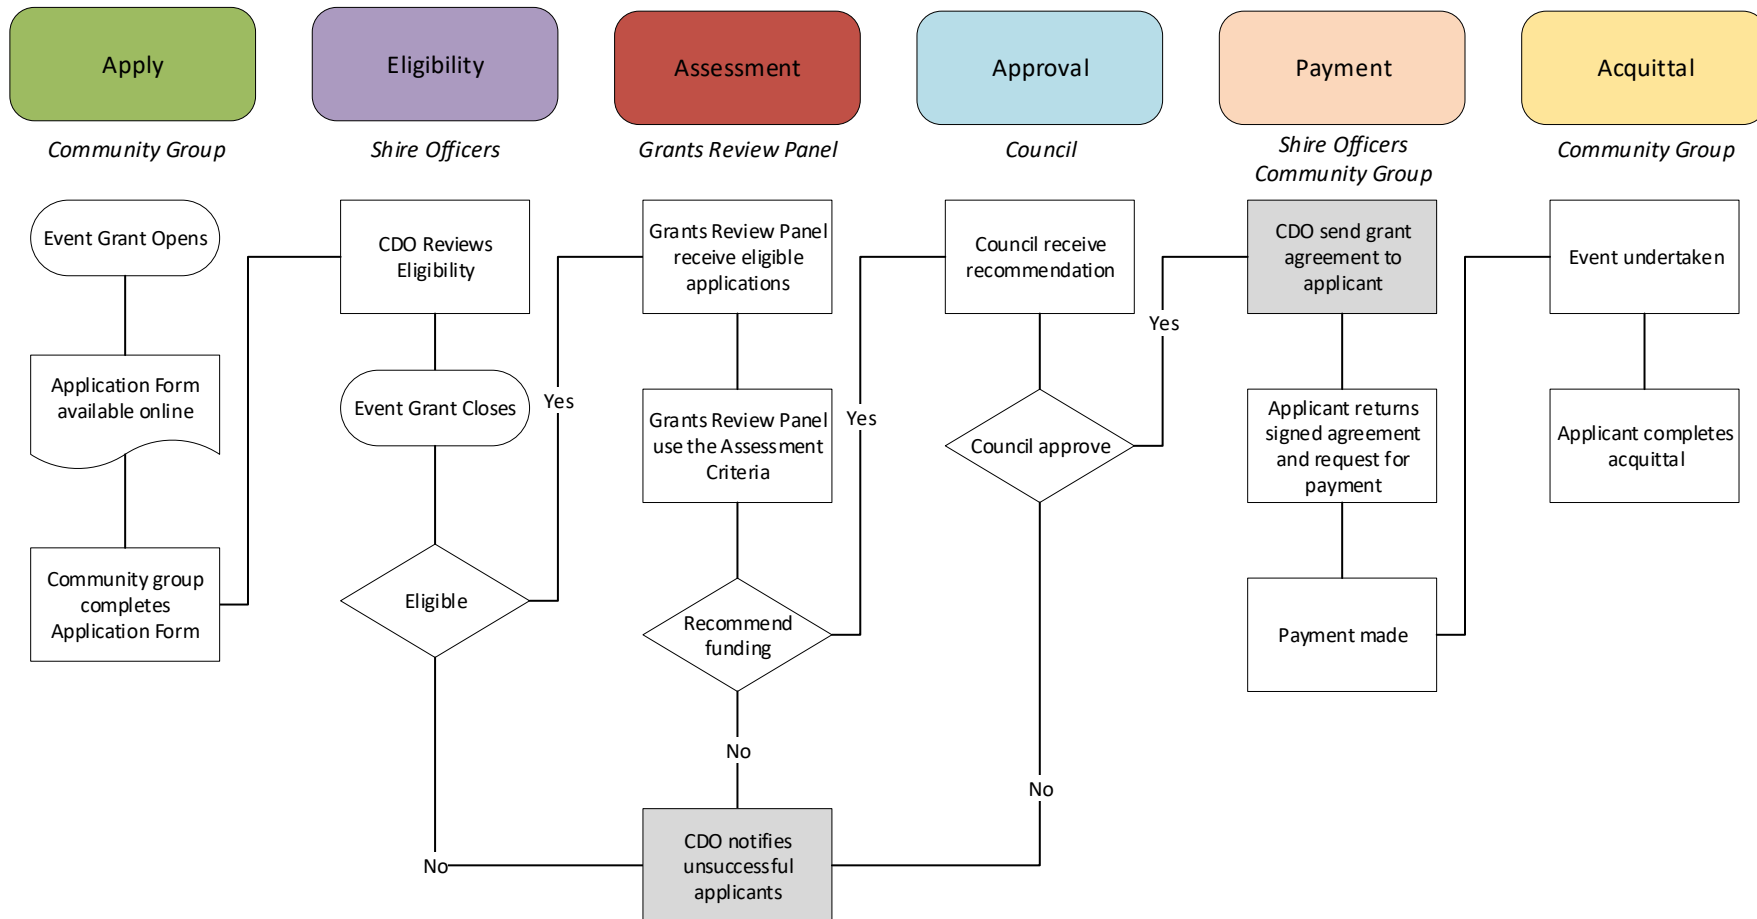 Apply
Eligibility
Assessment
Approval
Payment
Acquittal
Community Group
Shire Officers
Grants Review Panel
Council
Shire Officers
Community Group
Community Group
Event Grant Opens
Application Form
available online
Community group
completes
Application Form
CDO Reviews
Eligibility
Event Grant Closes
Eligible
Yes
No
Grants Review Panel
receive eligible
applications
Grants Review Panel
use the Assessment
Criteria
Recommend
funding
Yes
No
CDO notifies
unsuccessful
applicants
Council receive
recommendation
Council approve
Yes
No
CDO send grant
agreement to
applicant
Applicant returns
signed agreement
and request for
payment
Payment made
Event undertaken
Applicant completes
acquittal